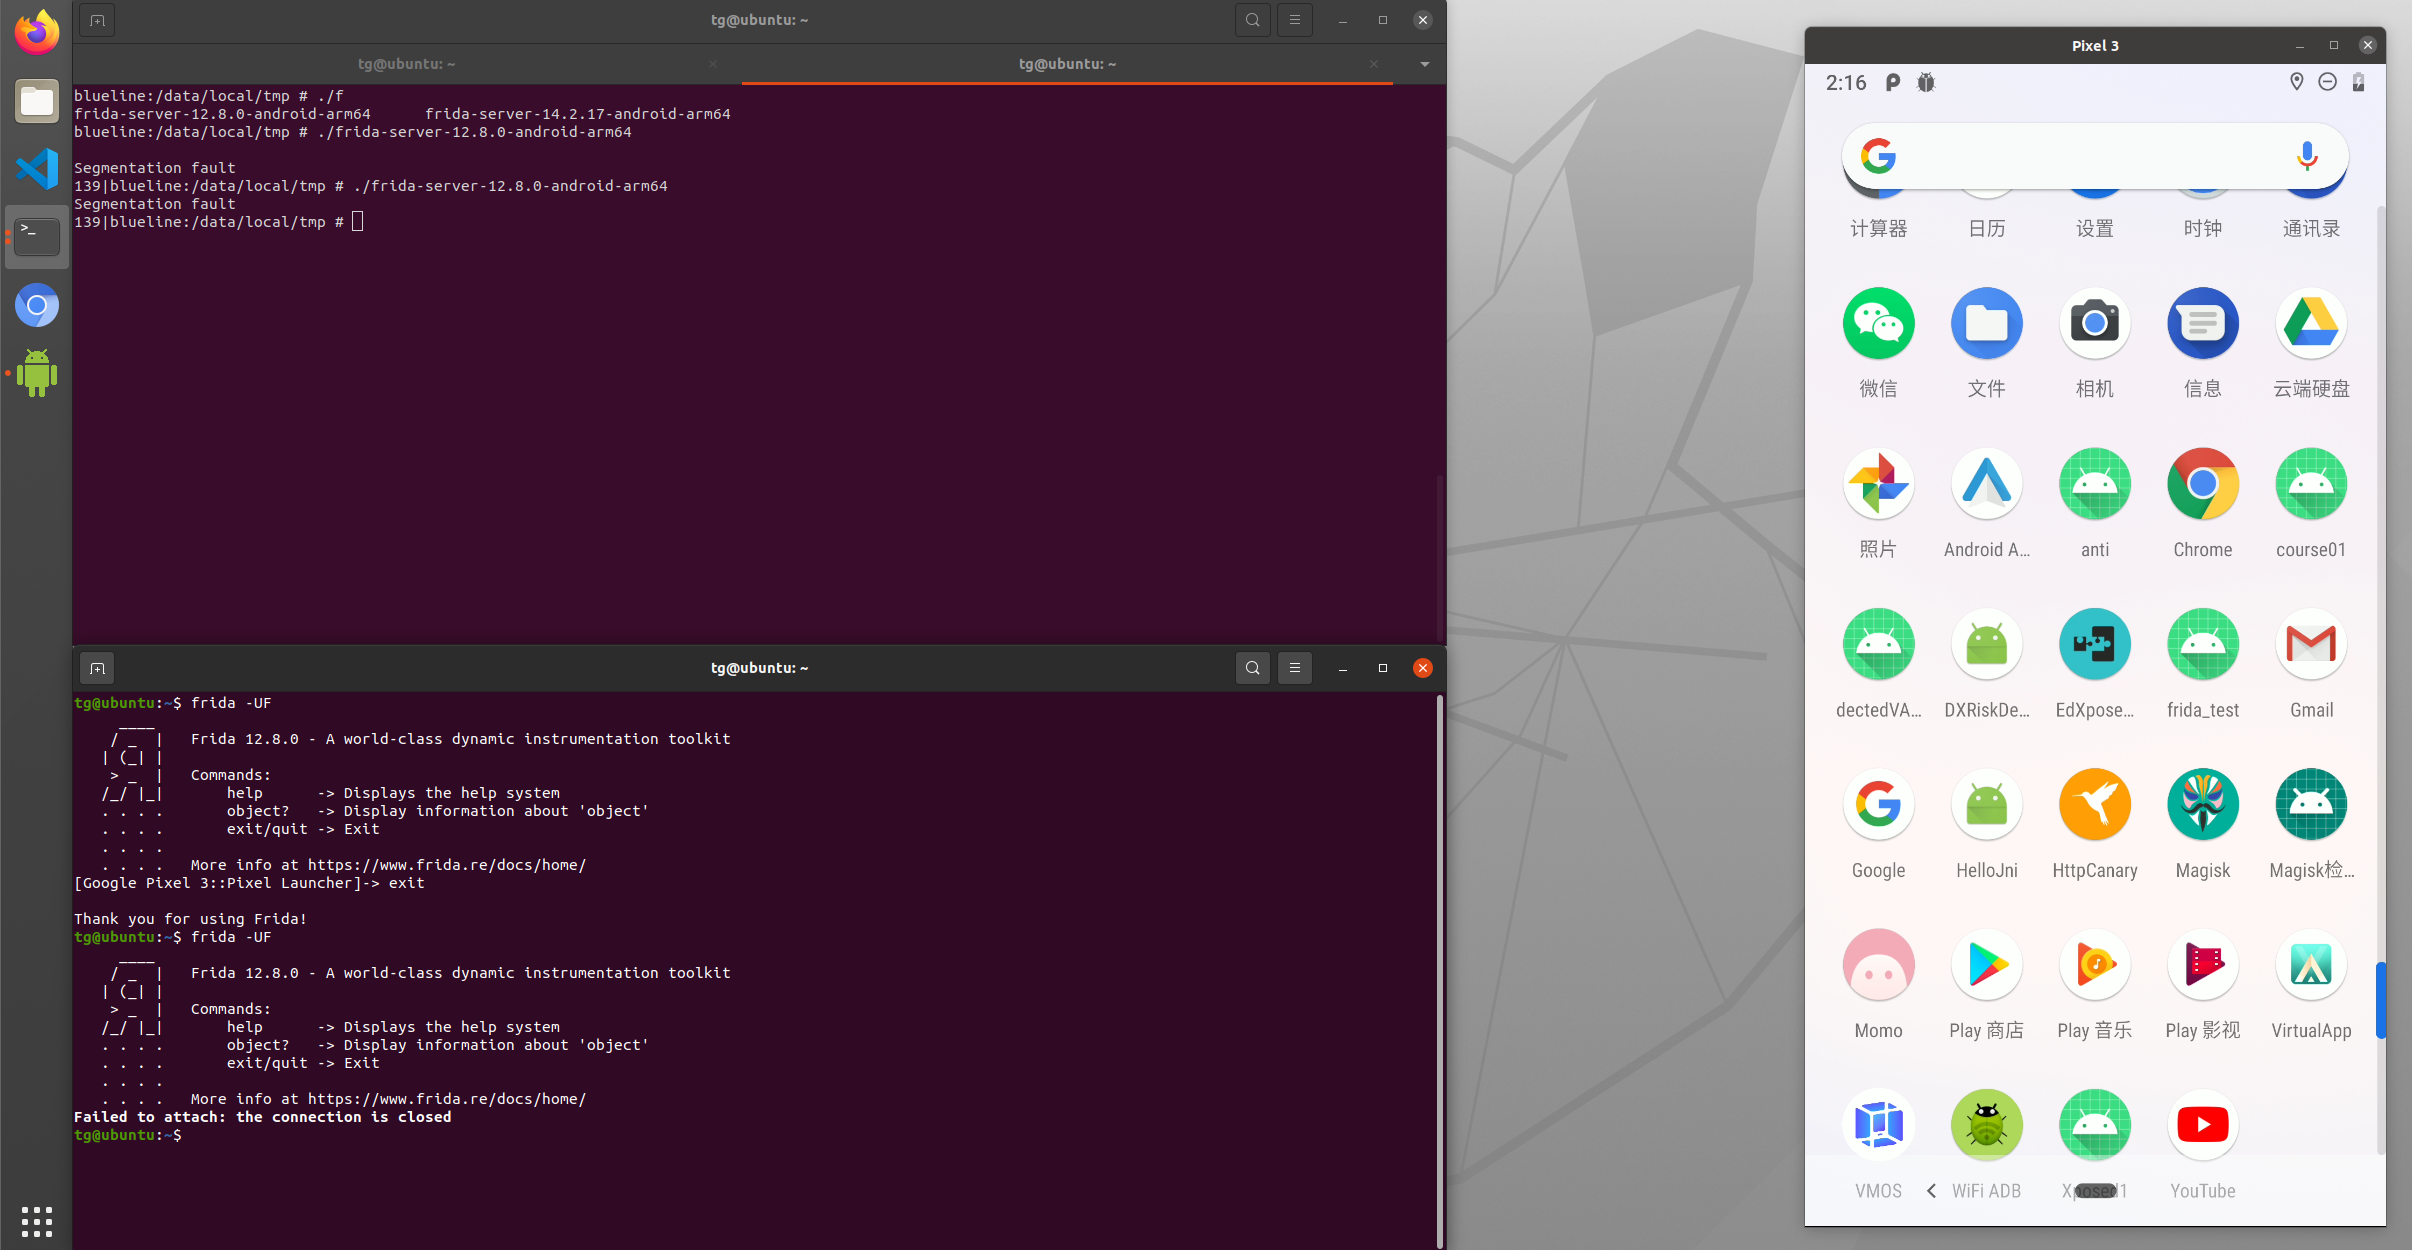 tg@ubuntu: ~
tg@ubuntu: ~
tg@ubuntu: ~
blueline:/data/local/tmp # ./f
frida-server-12.8.0-android-arm64      frida-server-14.2.17-android-arm64
blueline:/data/local/tmp # ./frida-server-12.8.0-android-arm64
Segmentation fault
139|blueline:/data/local/tmp # ./frida-server-12.8.0-android-arm64
Segmentation fault
139|blueline:/data/local/tmp #
tg@ubuntu: ~
tg@ubuntu:~$ frida -UF
     ____
    / _  |   Frida 12.8.0 - A world-class dynamic instrumentation toolkit
   | (_| |
    > _  |   Commands:
   /_/ |_|       help      -> Displays the help system
   . . . .       object?   -> Display information about 'object'
   . . . .       exit/quit -> Exit
   . . . .
   . . . .   More info at https://www.frida.re/docs/home/
[Google Pixel 3::Pixel Launcher]-> exit
Thank you for using Frida!
tg@ubuntu:~$ frida -UF
     ____
    / _  |   Frida 12.8.0 - A world-class dynamic instrumentation toolkit
   | (_| |
    > _  |   Commands:
   /_/ |_|       help      -> Displays the help system
   . . . .       object?   -> Display information about 'object'
   . . . .       exit/quit -> Exit
   . . . .
   . . . .   More info at https://www.frida.re/docs/home/
Failed to attach: the connection is closed
tg@ubuntu:~$
Pixel 3
2:16
计算器 日历 设置 时钟 通讯录
微信 文件 相机 信息 云端硬盘
照片 Android A... anti Chrome course01
dectedVA... DXRiskDe... EdXpose... frida_test Gmail
Google HelloJni HttpCanary Magisk Magisk检...
Momo Play 商店 Play 音乐 Play 影视 VirtualApp
VMOS WiFi ADB Xposed1 YouTube